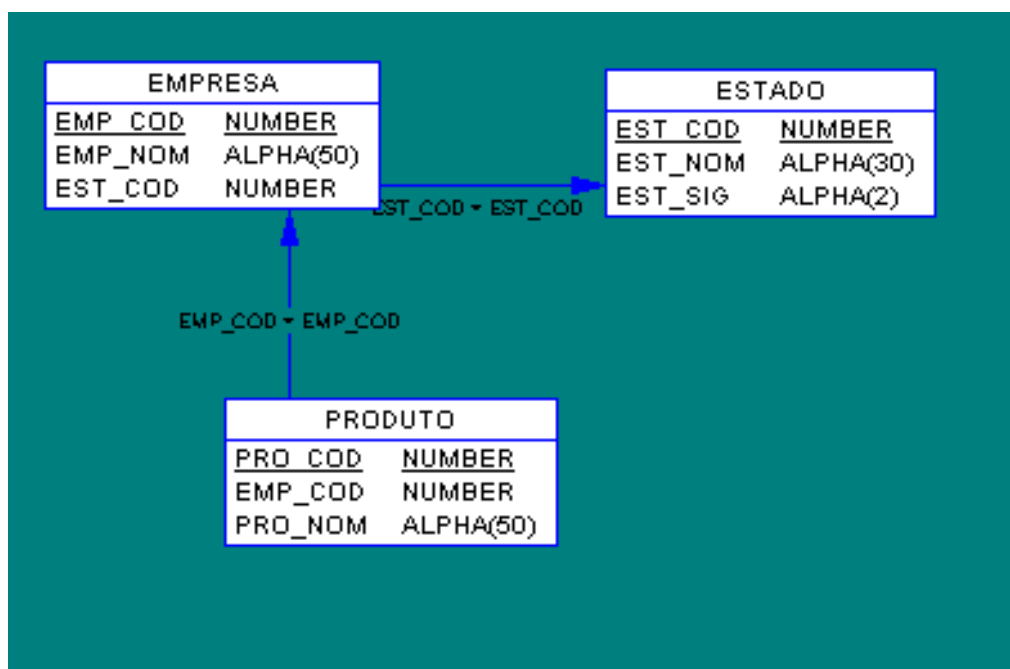 EMPRESA
EMP_COD NUMBER
EMP_NOM ALPHA(50)
EST_COD NUMBER
ESTADO
EST_COD NUMBER
EST_NOM ALPHA(30)
EST_SIG ALPHA(2)
EST_COD = EST_COD
EMP_COD = EMP_COD
PRODUTO
PRO_COD NUMBER
EMP_COD NUMBER
PRO_NOM ALPHA(50)